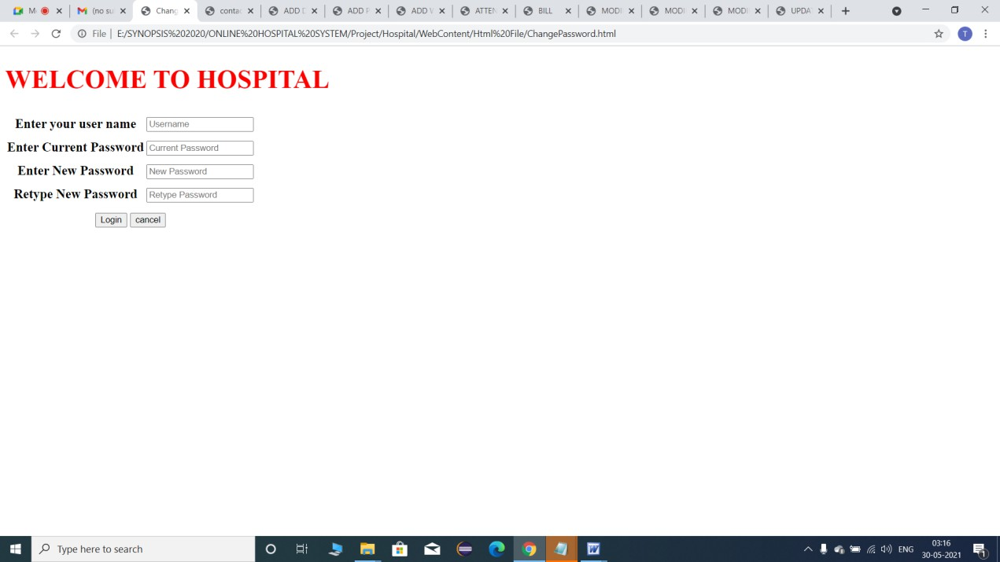 M (no su Chang conta ADD D ADD P ADD W ATTEN BILL MODI MODI MODI UPDA
File E:/SYNOPSIS%202020/ONLINE%20HOSPITAL%20SYSTEM/Project/Hospital/WebContent/Html%20File/ChangePassword.html T
WELCOME TO HOSPITAL
Enter your user name Username
Enter Current Password Current Password
Enter New Password New Password
Retype New Password Retype Password
Login cancel
Type here to search ENG 03:16
30-05-2021 1